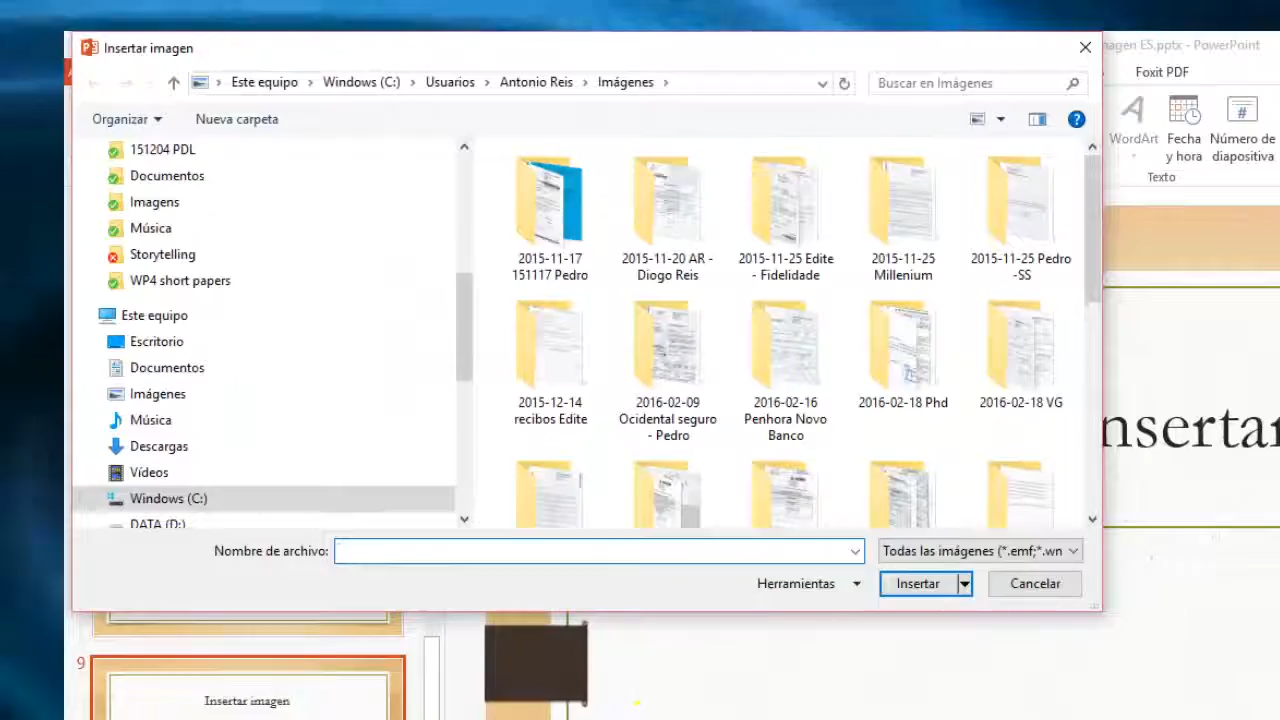 Insertar imagen
agen ES.pptx - PowerPoint
Este equipo > Windows (C:) > Usuarios > Antonio Reis > Imágenes >
Buscar en Imágenes
Foxit PDF
Organizar
Nueva carpeta
WordArt
Fecha
y hora
Número de
diapositiva
Texto
151204 PDL
Documentos
Imagens
Música
Storytelling
WP4 short papers
Este equipo
Escritorio
Documentos
Imágenes
Música
Descargas
Vídeos
Windows (C:)
DATA (D:)
2015-11-17
151117 Pedro
2015-11-20 AR -
Diogo Reis
2015-11-25 Edite
- Fidelidade
2015-11-25
Millenium
2015-11-25 Pedro
-SS
2015-12-14
recibos Edite
2016-02-09
Ocidental seguro
- Pedro
2016-02-16
Penhora Novo
Banco
2016-02-18 Phd
2016-02-18 VG
Nombre de archivo:
Todas las imágenes (*.emf;*.wn
Herramientas
Insertar
Cancelar
nsertar
9
Insertar imagen